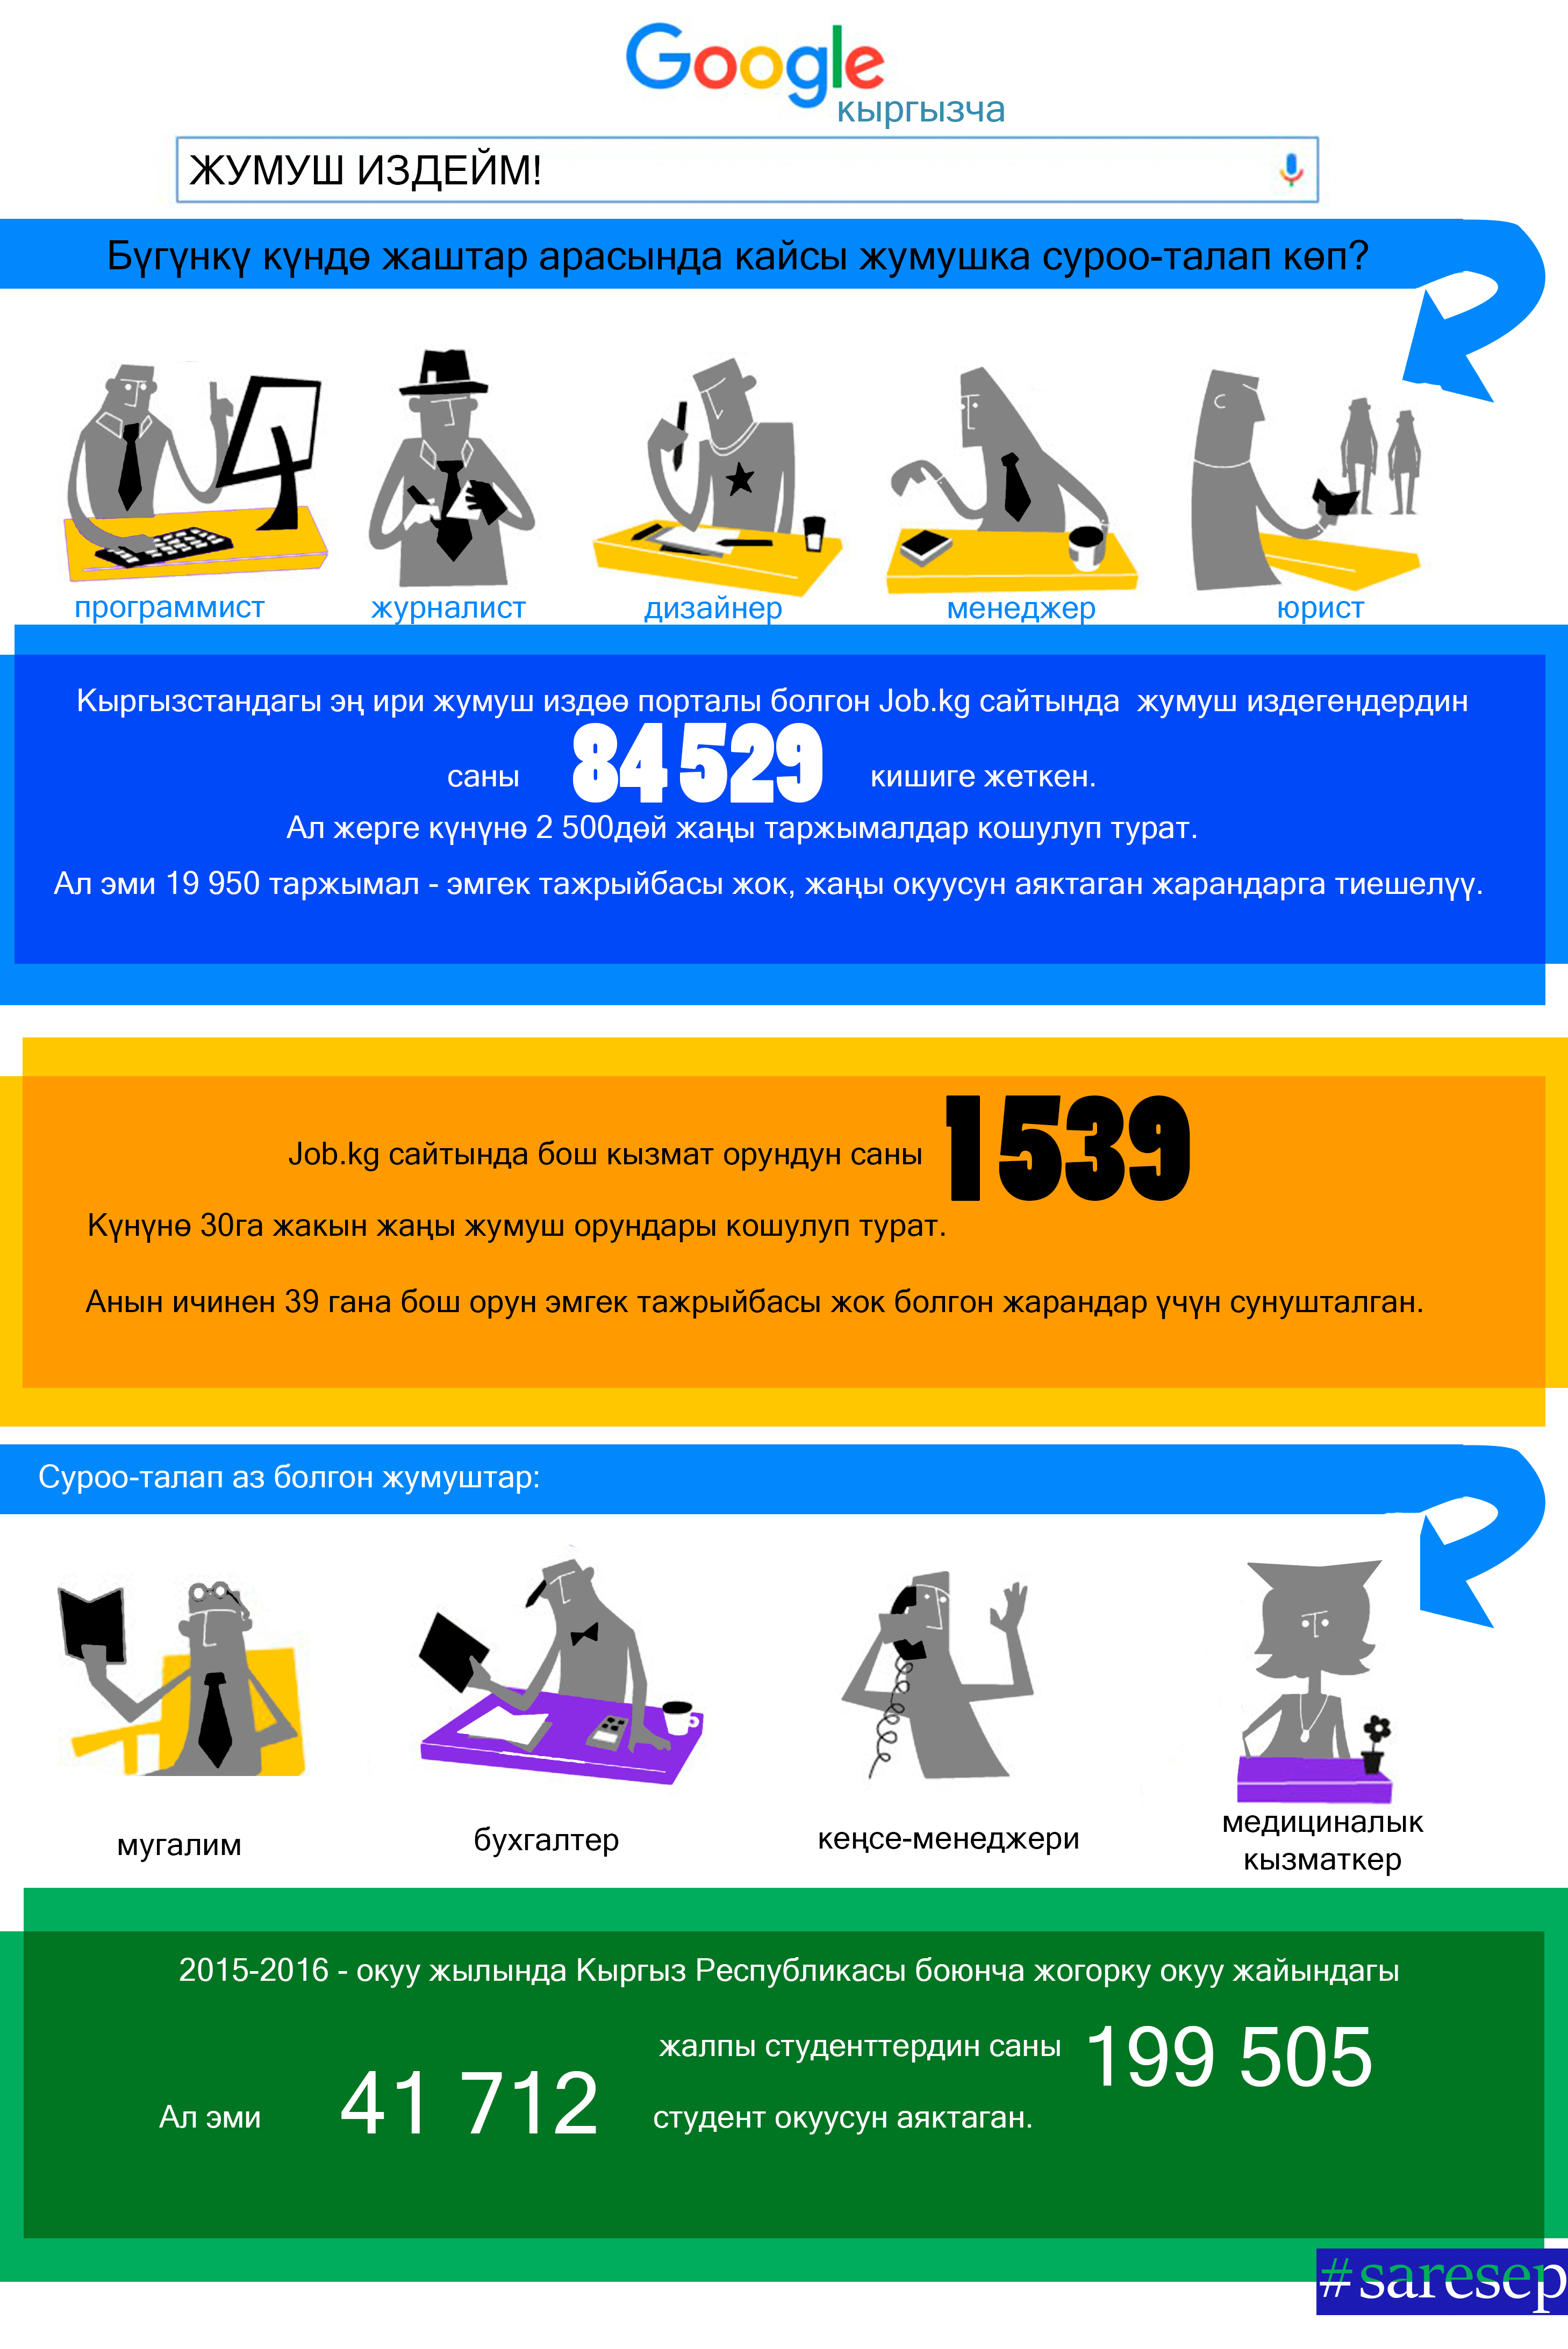 Google
кыргызча
ЖУМУШ ИЗДЕЙМ!
Бүгүнкү күндө жаштар арасында кайсы жумушка суроо-талап көп?
программист журналист дизайнер менеджер юрист
Кыргызстандагы эң ири жумуш издөө порталы болгон Job.kg сайтында жумуш издегендердин
саны 84 529 кишиге жеткен.
Ал жерге күнүнө 2 500дөй жаңы таржымалдар кошулуп турат.
Ал эми 19 950 таржымал - эмгек тажрыйбасы жок, жаңы окуусун аяктаган жарандарга тиешелүү.
Job.kg сайтында бош кызмат орундун саны 1 539
Күнүнө 30га жакын жаңы жумуш орундары кошулуп турат.
Анын ичинен 39 гана бош орун эмгек тажрыйбасы жок болгон жарандар үчүн сунушталган.
Суроо-талап аз болгон жумуштар:
мугалим бухгалтер кеңсе-менеджери медициналык
кызматкер
2015-2016 - окуу жылында Кыргыз Республикасы боюнча жогорку окуу жайындагы
жалпы студенттердин саны 199 505
Ал эми 41 712 студент окуусун аяктаган.
#saresep